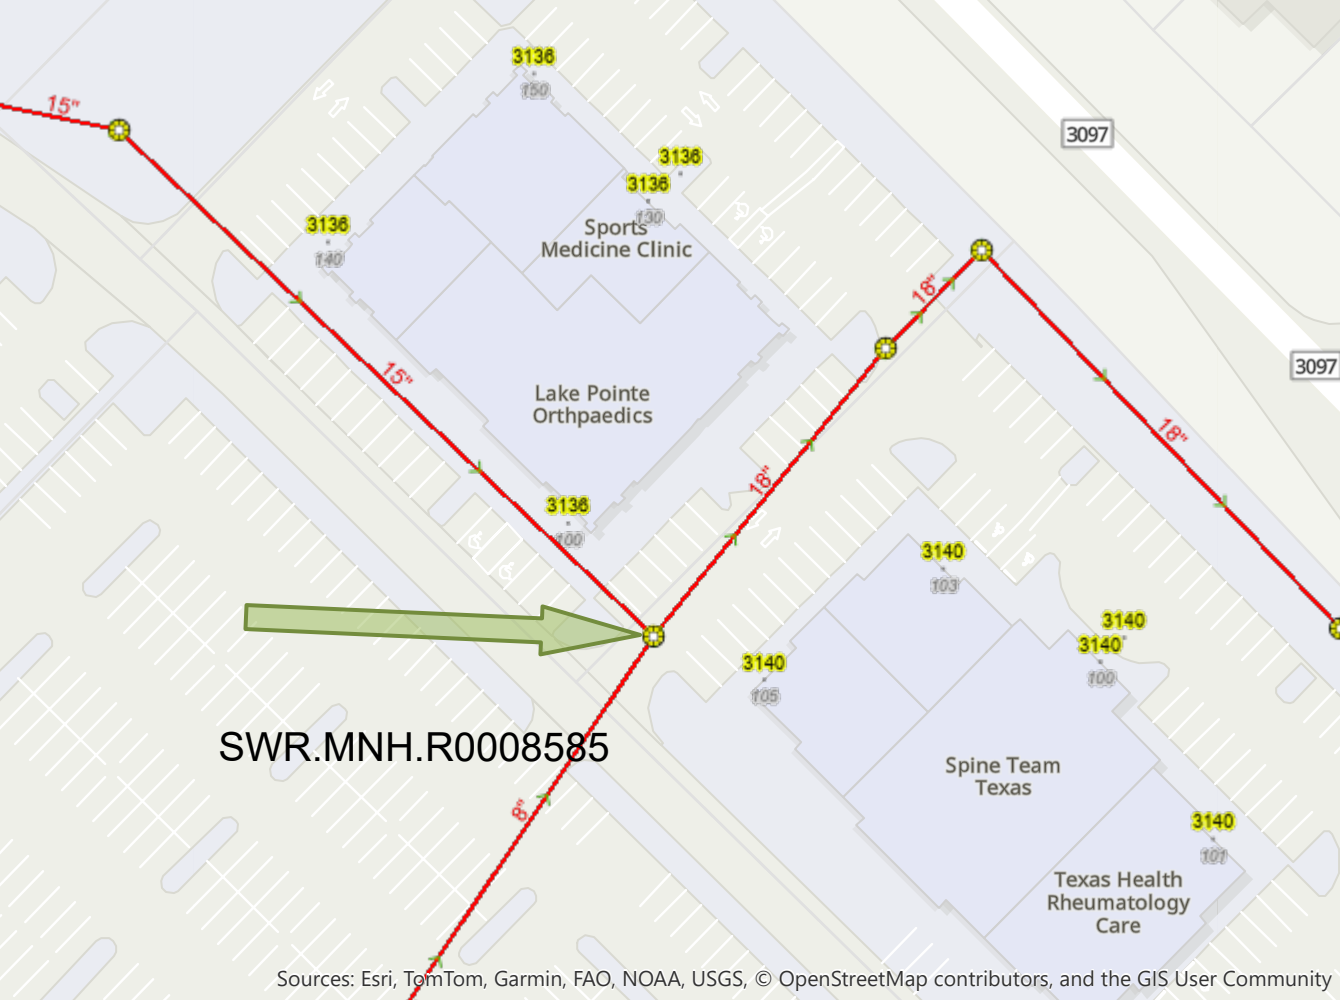 3136
150
15"
3097
3136
3136
130
Sports
Medicine Clinic
3136
140
18"
3097
15"
Lake Pointe
Orthpaedics
18"
18"
3136
100
3140
103
3140
3140
100
3140
105
SWR.MNH.R0008585
Spine Team
Texas
8"
3140
101
Texas Health
Rheumatology
Care
Sources: Esri, TomTom, Garmin, FAO, NOAA, USGS, © OpenStreetMap contributors, and the GIS User Community